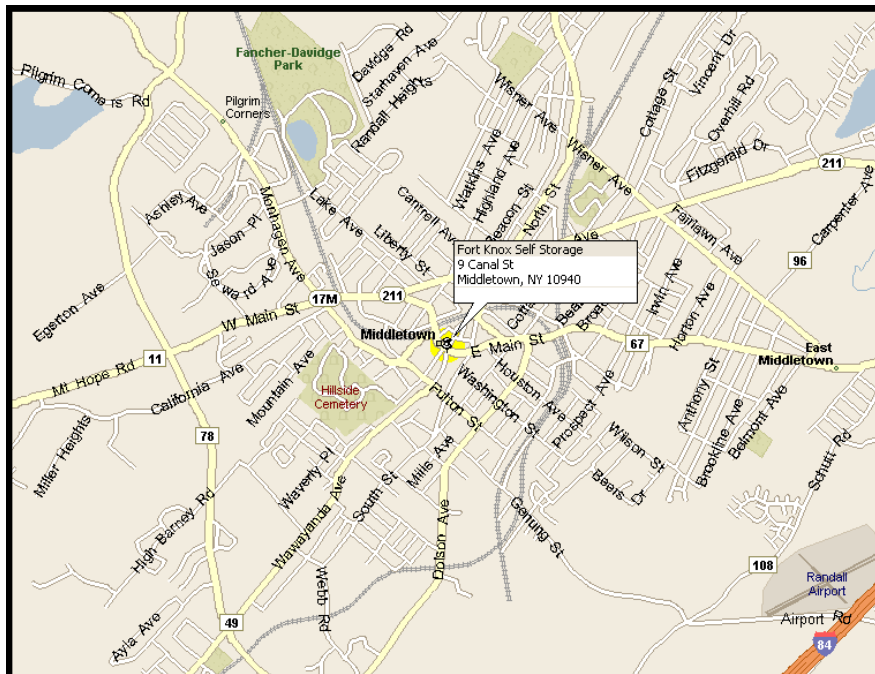 Fancher-Davidge
Park
Davidge Rd
Starhaven Ave
Randall Heights
Pilgrim Corners Rd
Pilgrim
Corners
Wisner Ave
Wisner Ave
Cottage St
Vincent Dr
Overhill Rd
Fitzgerald Dr
211
Watkins Ave
Highland Ave
Beacon St
North St
Ave
Fairlawn Ave
Carpenter Ave
96
Ashley Ave
Jason Pl
Seward Ave
Monhagen Ave
Lake Ave
Liberty St
Cantrell Ave
Fort Knox Self Storage
9 Canal St
Middletown, NY 10940
Egerton Ave
W Main St
17M
211
Middletown
E Main St
67
Irwin Ave
Horton Ave
East
Middletown
11
Mt Hope Rd
California Ave
Mountain Ave
Hillside
Cemetery
Fulton St
Washington St
Houston Ave
Prospect Ave
Anthony St
Brookline Ave
Belmont Ave
Schutt Rd
78
43
Miller Heights
High Barney Rd
Waverly Pl
South St
Mills Ave
Wilson St
Beers Dr
Genung St
Wawayanda Ave
Dolson Ave
Webb Rd
108
Randall
Airport
Airport Rd
84
49
Ayla Ave